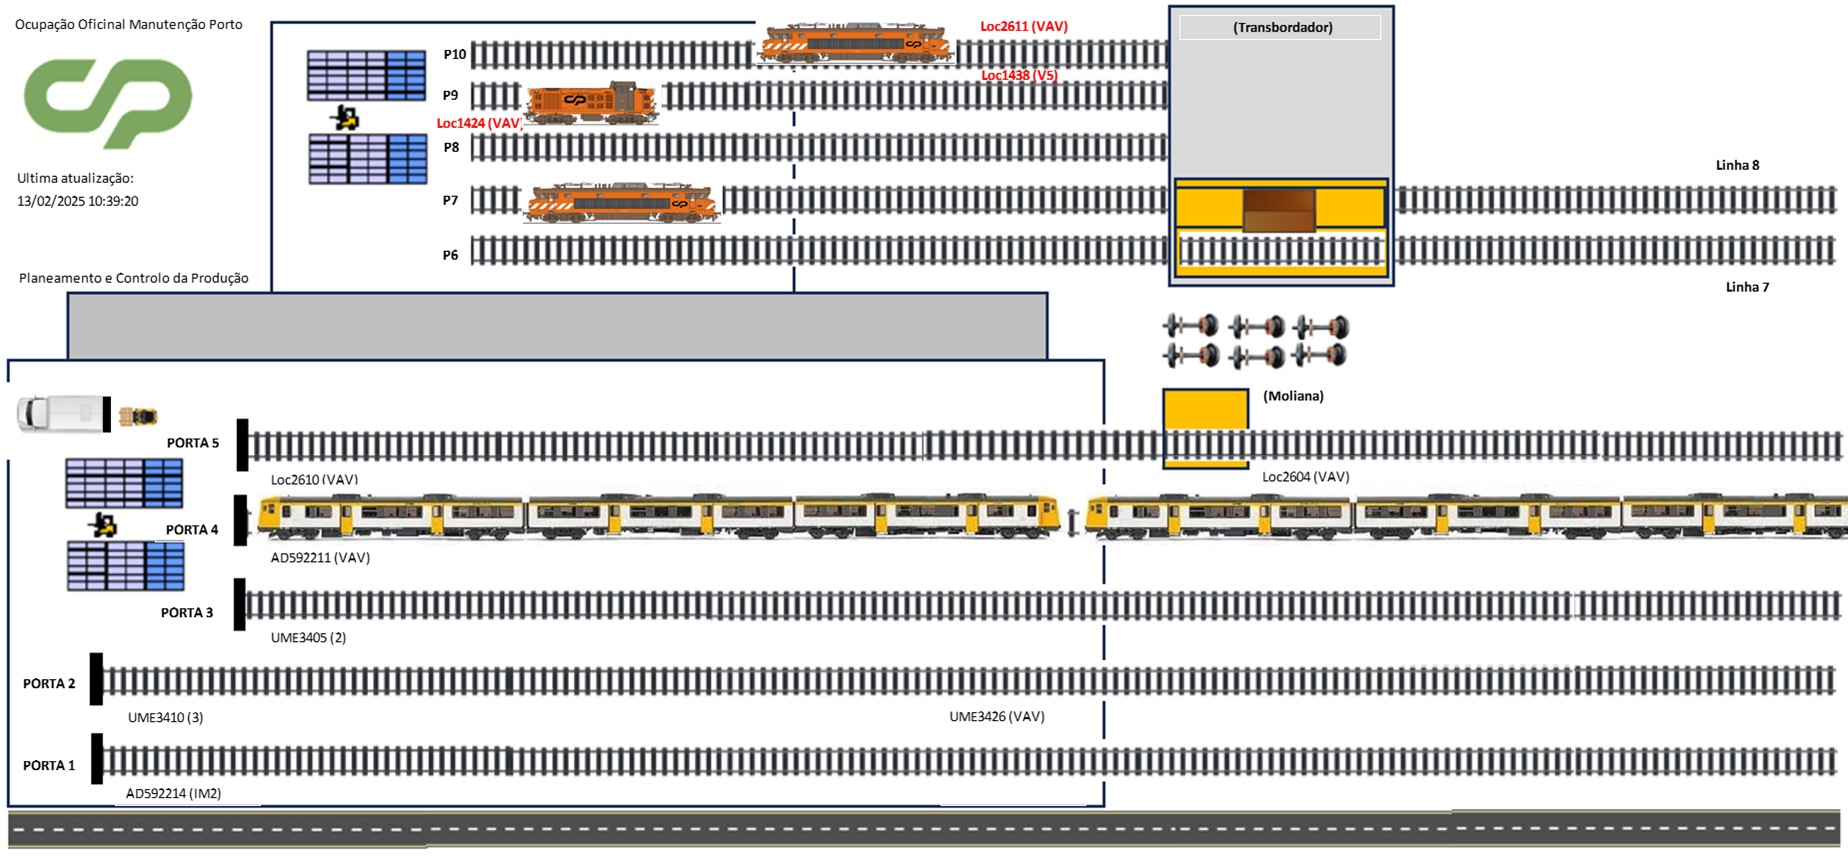 Ocupação Oficinal Manutenção Porto
Loc2611 (VAV)
(Transbordador)
P10
Loc1438 (V5)
P9
Loc1424 (VAV)
P8
Linha 8
Ultima atualização:
13/02/2025 10:39:20
P7
P6
Planeamento e Controlo da Produção
Linha 7
(Moliana)
PORTA 5
Loc2610 (VAV)
Loc2604 (VAV)
PORTA 4
AD592211 (VAV)
PORTA 3
UME3405 (2)
PORTA 2
UME3410 (3)
UME3426 (VAV)
PORTA 1
AD592214 (IM2)